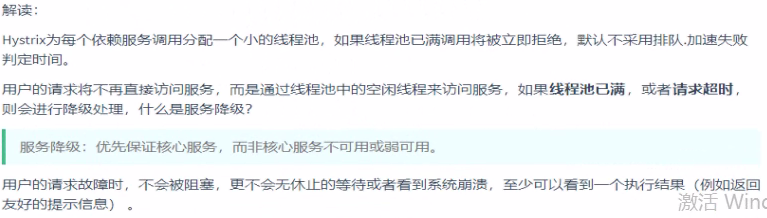 解读：
Hystrix为每个依赖服务调用分配一个小的线程池，如果线程池已满调用将被立即拒绝，默认不采用排队.加速失败
判定时间。
用户的请求将不再直接访问服务，而是通过线程池中的空闲线程来访问服务，如果线程池已满，或者请求超时，
则会进行降级处理，什么是服务降级？
服务降级：优先保证核心服务，而非核心服务不可用或弱可用。
用户的请求故障时，不会被阻塞，更不会无休止的等待或者看到系统崩溃，至少可以看到一个执行结果（例如返回
友好的提示信息）。
激活 Wind